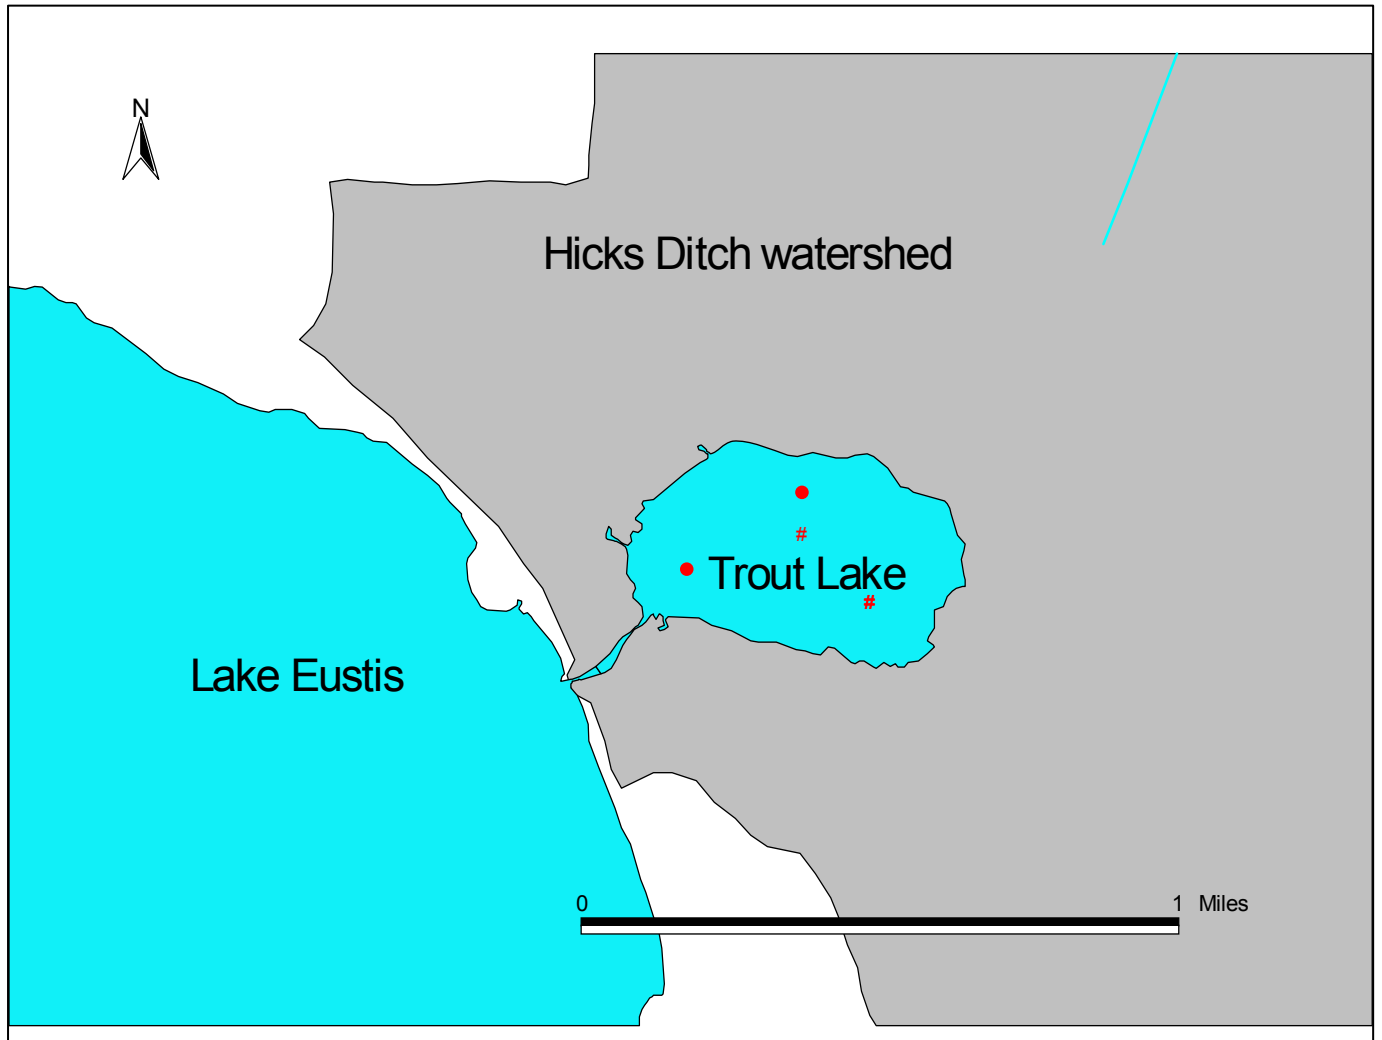 N
Hicks Ditch watershed
#
Trout Lake
#
Lake Eustis
0 1 Miles